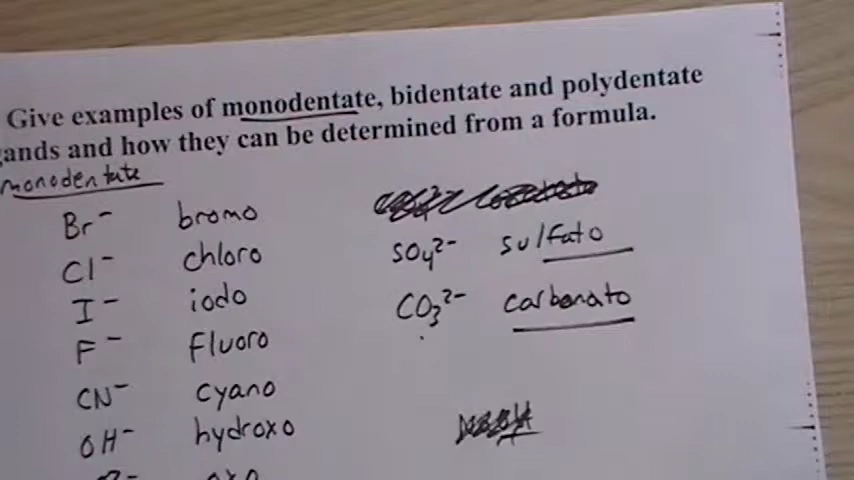 Give examples of monodentate, bidentate and polydentate
ands and how they can be determined from a formula.
monodentate
Br⁻ bromo
Cl⁻ chloro
I⁻ iodo
F⁻ Fluoro
CN⁻ cyano
OH⁻ hydroxo
oxo
SO₄²⁻ sulfato
CO₃²⁻ carbonato